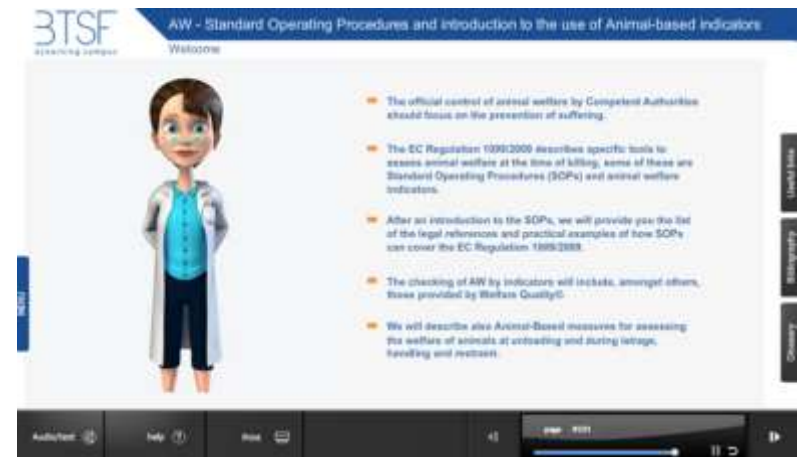 BTSF
AW - Standard Operating Procedures and introduction to the use of Animal-based indicators
elearning campus
Welcome
The official control of animal welfare by Competent Authorities
should focus on the prevention of suffering.
The EC Regulation 1099/2009 describes specific tools to
assess animal welfare at the time of killing, some of these are
Standard Operating Procedures (SOPs) and animal welfare
indicators.
After an introduction to the SOPs, we will provide you the list
of the legal references and practical examples of how SOPs
can cover the EC Regulation 1099/2009.
The checking of AW by indicators will include, amongst others,
those provided by Welfare Quality©
We will describe also Animal-Based measures for assessing
the welfare of animals at unloading and during lairage,
handling and restraint.
MENU
Useful links
Bibliography
Glossary
Audio/text
help
page